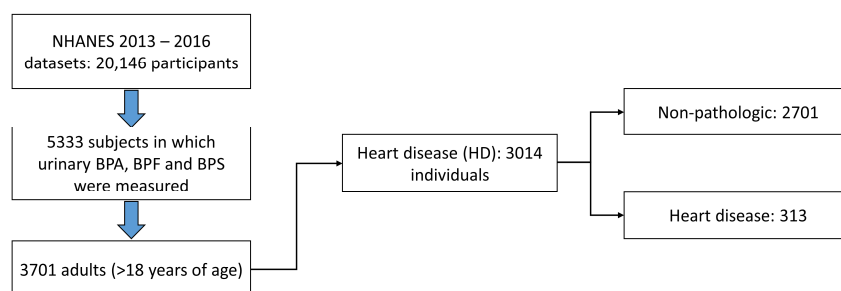 NHANES 2013 – 2016
datasets: 20,146 participants
5333 subjects in which
urinary BPA, BPF and BPS
were measured
3701 adults (>18 years of age)
Heart disease (HD): 3014
individuals
Non-pathologic: 2701
Heart disease: 313